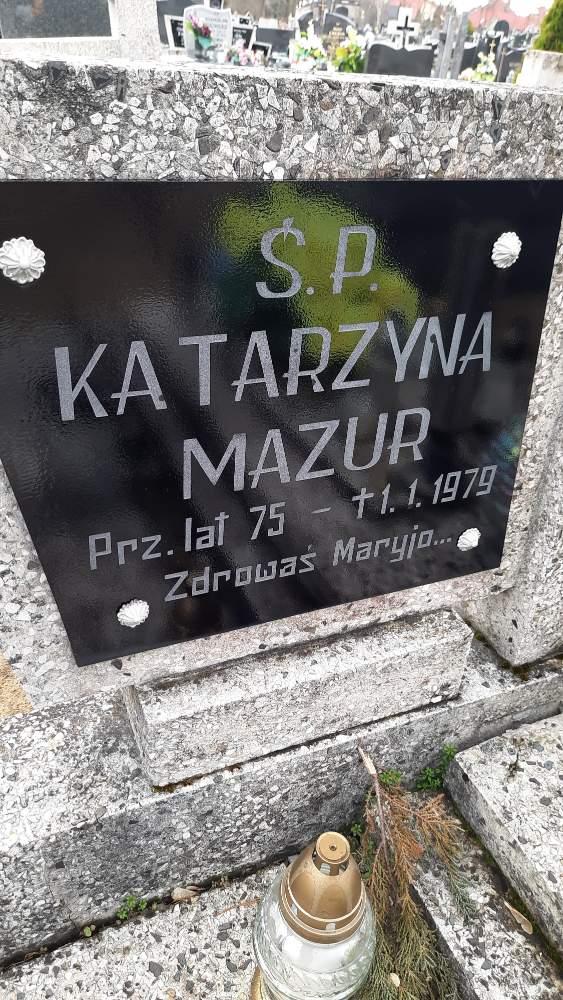 Ś.P.
KATARZYNA
MAZUR
Prz. lat 75 – † 1. 1. 1979
Zdrowaś Maryjo...